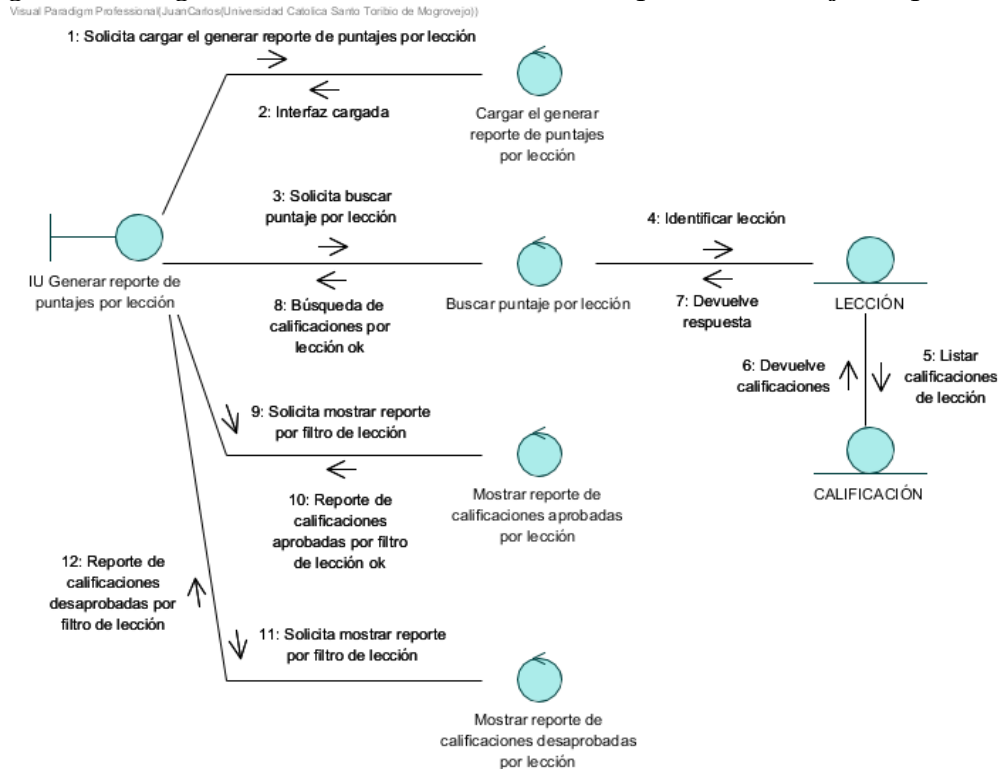 Visual Paradigm Professional(JuanCarlos(Universidad Catolica Santo Toribio de Mogrovejo))
1: Solicita cargar el generar reporte de puntajes por lección
2: Interfaz cargada
Cargar el generar
reporte de puntajes
por lección
3: Solicita buscar
puntaje por lección
4: Identificar lección
IU Generar reporte de
puntajes por lección
8: Búsqueda de
calificaciones por
lección ok
Buscar puntaje por lección
7: Devuelve
respuesta
LECCIÓN
6: Devuelve
calificaciones
5: Listar
calificaciones
de lección
9: Solicita mostrar reporte
por filtro de lección
10: Reporte de
calificaciones
aprobadas por filtro
de lección ok
Mostrar reporte de
calificaciones aprobadas
por lección
CALIFICACIÓN
12: Reporte de
calificaciones
desaprobadas por
filtro de lección
11: Solicita mostrar reporte
por filtro de lección
Mostrar reporte de
calificaciones desaprobadas
por lección